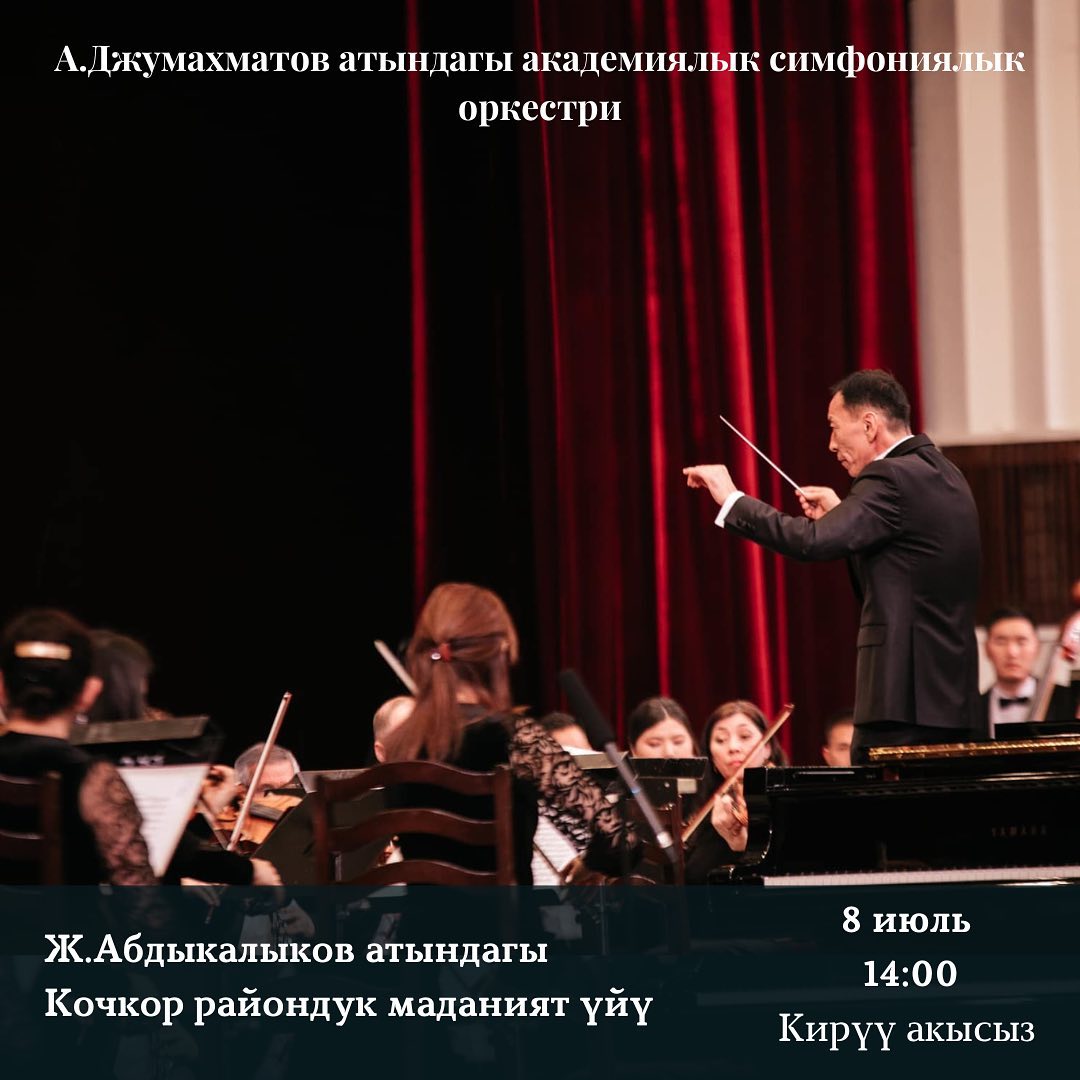 А.Джумахматов атындагы академиялык симфониялык
оркестри
YAMAHA
Ж.Абдыкалыков атындагы
Кочкор райондук маданият үйү
8 июль
14:00
Кирүү акысыз